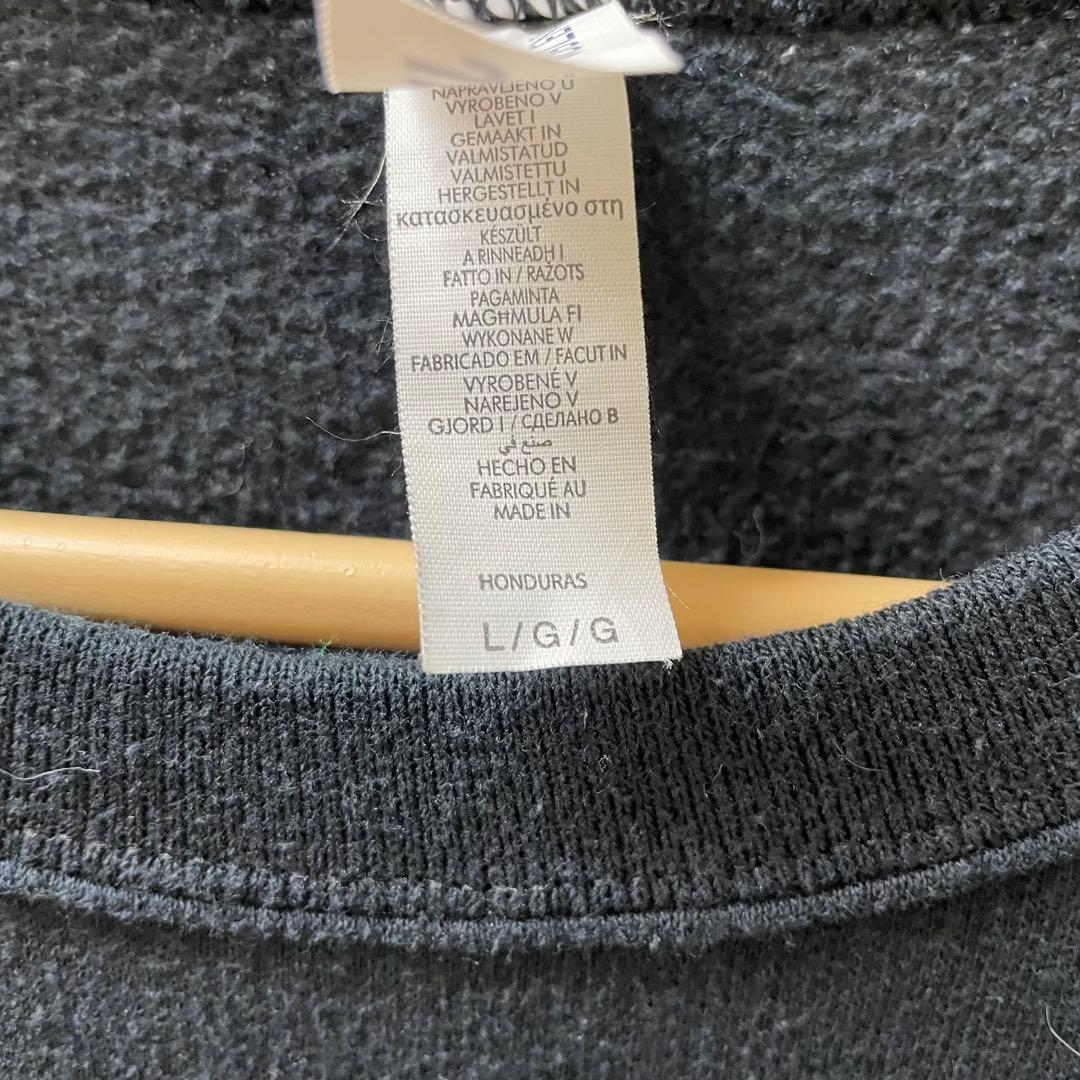 NAPRAVLJENO U
VYROBENO V
LAVET I
GEMAAKT IN
VALMISTATUD
VALMISTETTU
HERGESTELLT IN
κατασκευασμένο στη
KÉSZÜLT
A RINNEADH I
FATTO IN / RAŽOTS
PAGAMINTA
MAGHMULA FI
WYKONANE W
FABRICADO EM / FACUT IN
VYROBENÉ V
NAREJENO V
GJORD I / СДЕЛАНО В
صنع في
HECHO EN
FABRIQUÉ AU
MADE IN
HONDURAS
L/G/G